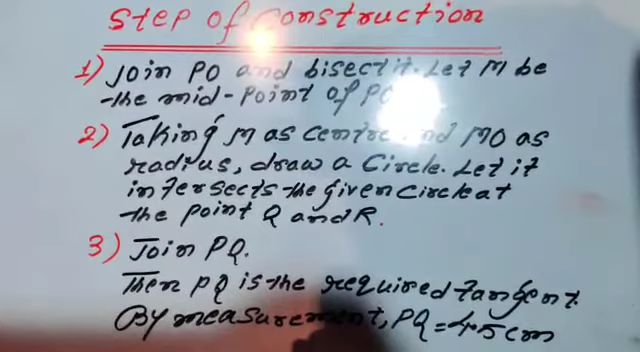 Step of Construction
1) Join PO and bisect it. Let M be
the mid-Point of PO
2) Taking M as centre and MO as
radius, draw a Circle. Let it
intersects the given circle at
the point Q and R.
3) Join PQ.
Then PQ is the required tangent.
By measurement, PQ = 4.5 cm